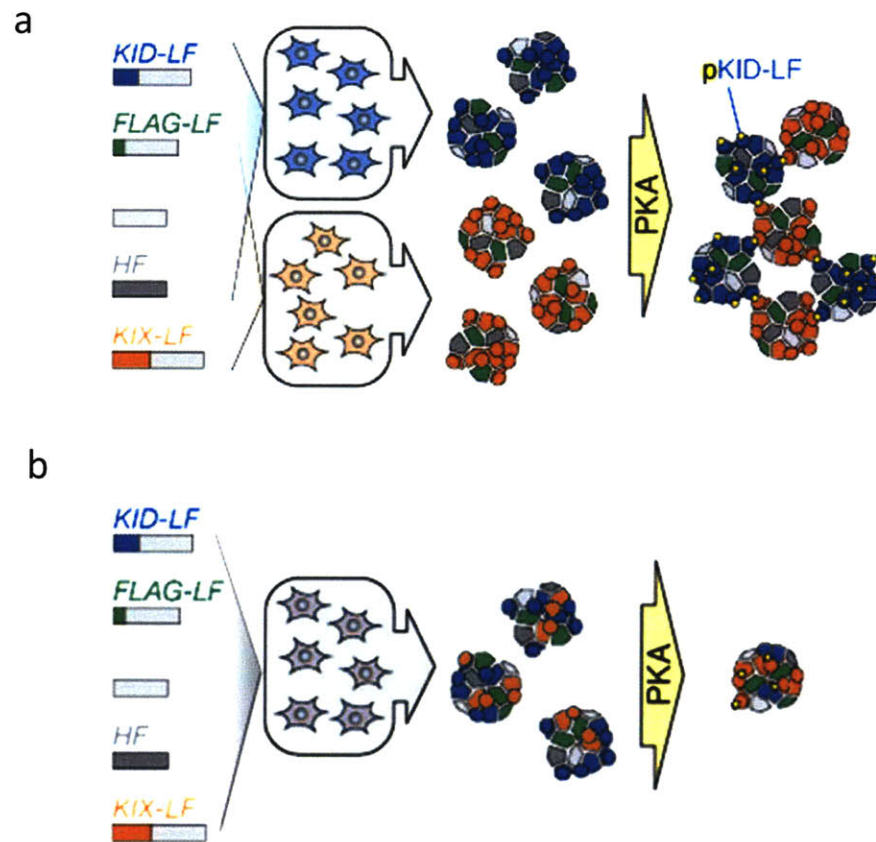 a
KID-LF
FLAG-LF
HF
KIX-LF
PKA
pKID-LF
b
KID-LF
FLAG-LF
HF
KIX-LF
PKA